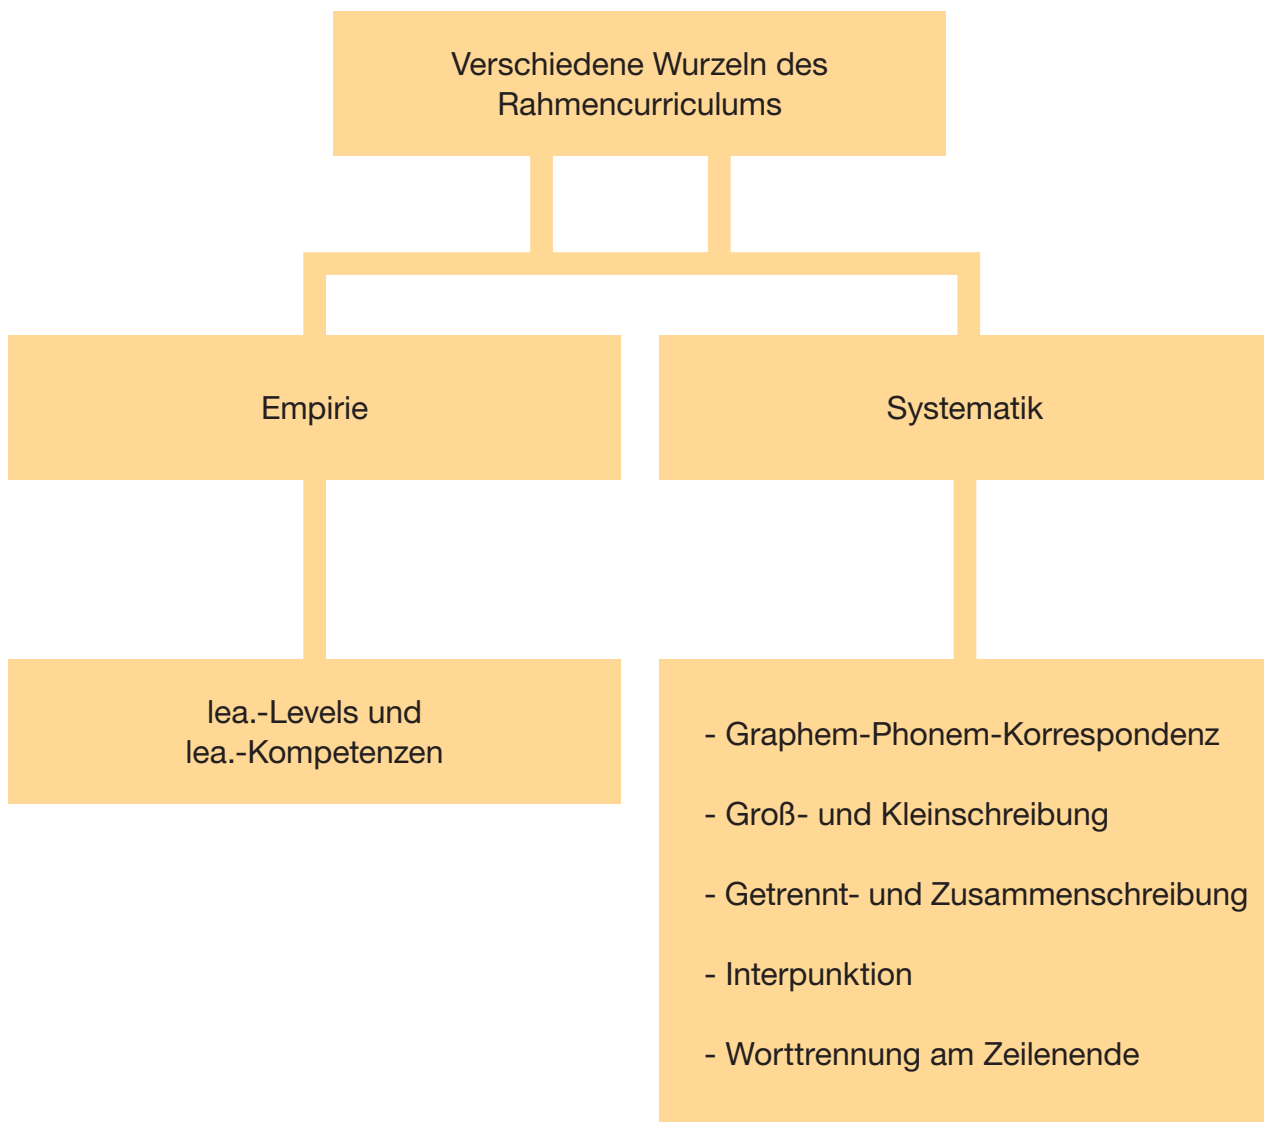 Verschiedene Wurzeln des
Rahmencurriculums
Empirie
Systematik
lea.-Levels und
lea.-Kompetenzen
- Graphem-Phonem-Korrespondenz
- Groß- und Kleinschreibung
- Getrennt- und Zusammenschreibung
- Interpunktion
- Worttrennung am Zeilenende